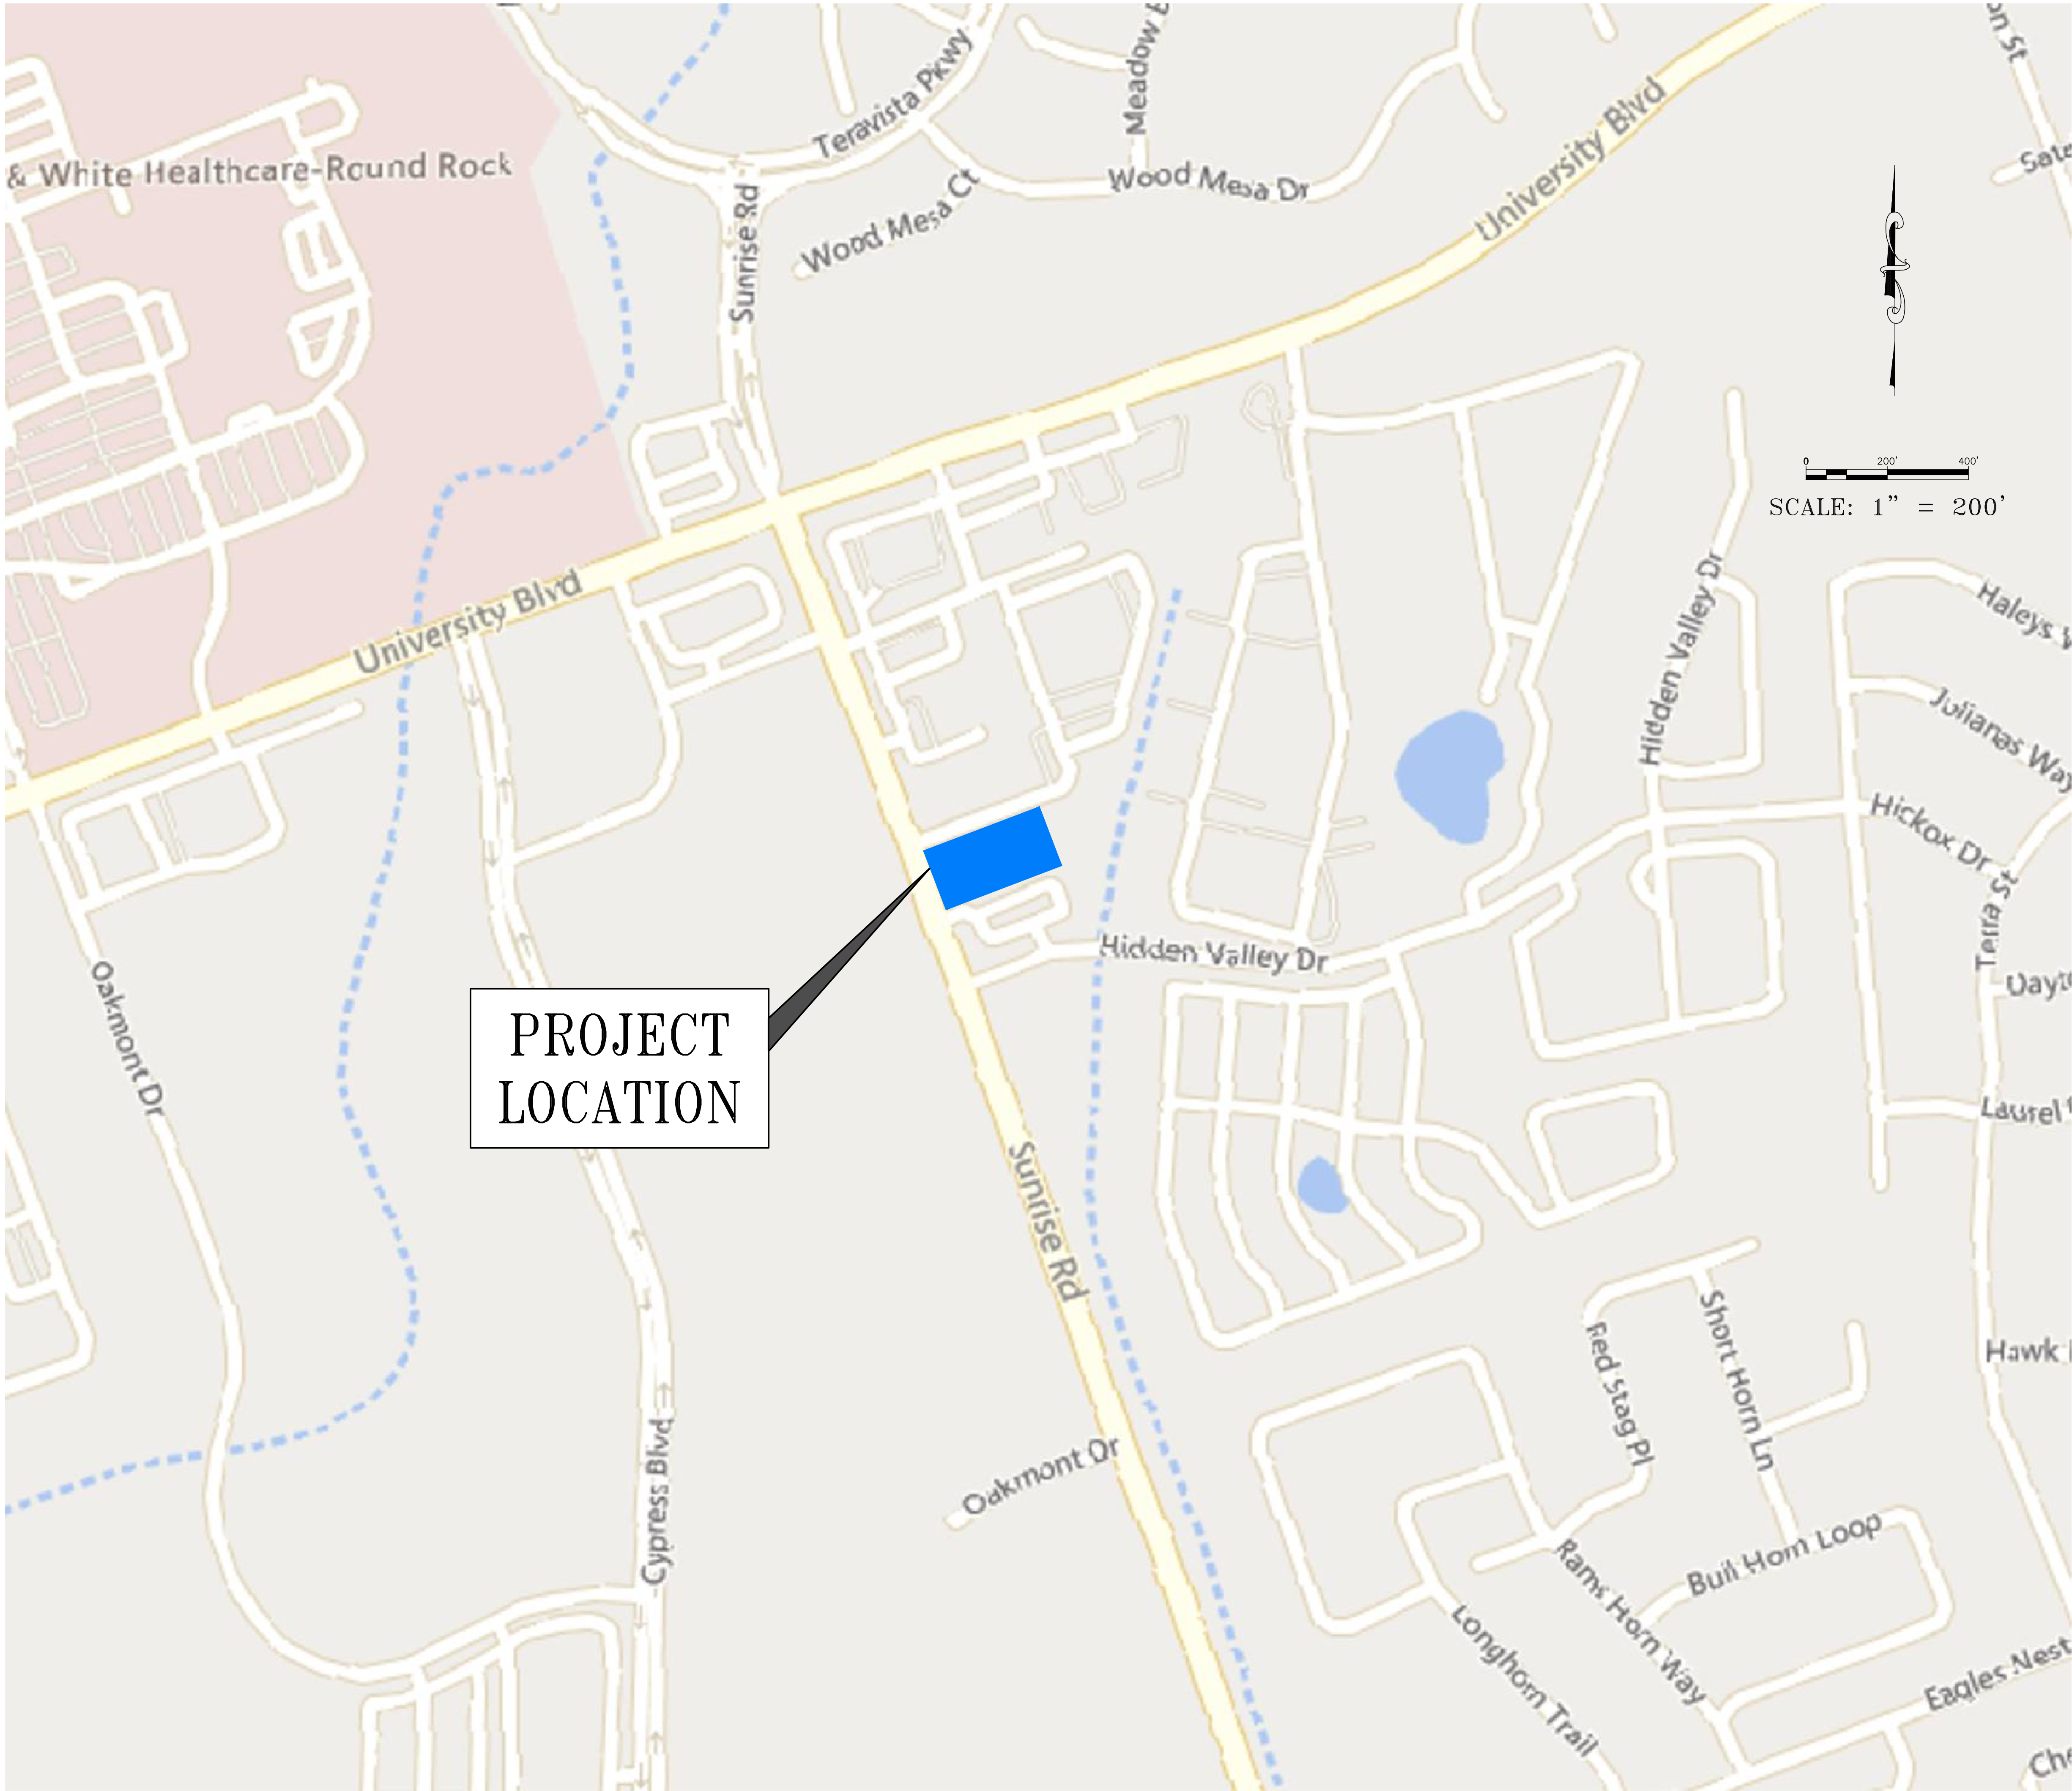 on St
Meadow B
Teravista Pkwy
University Blvd
& White Healthcare-Round Rock
Sunrise Rd
Wood Mesa Ct
Wood Mesa Dr
0 200' 400'
SCALE: 1" = 200'
University Blvd
Hidden Valley Dr
Haleys
Julianas Way
Hickox Dr
Terra St
Hidden Valley Dr
Oakmont Dr
PROJECT
LOCATION
Laurel
Sunrise Rd
Hawk
Red Stag Pl
Short Horn Ln
Oakmont Dr
Cypress Blvd
Bull Horn Loop
Rams Horn Way
Longhorn Trail
Eagles Nest